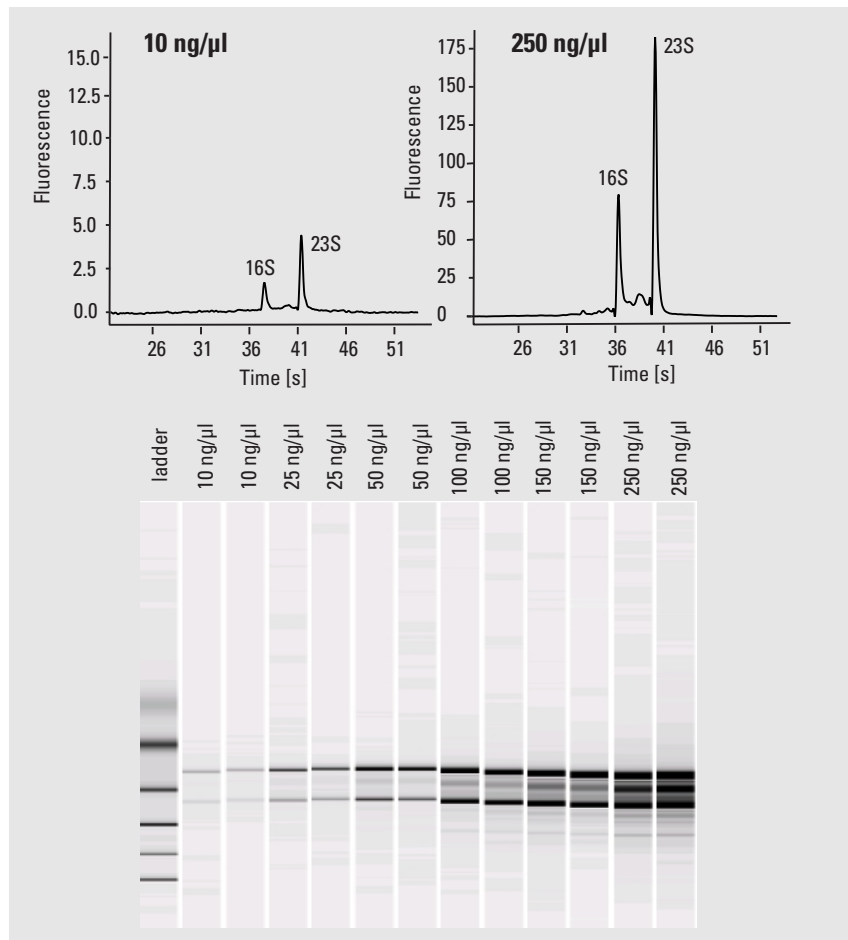 10 ng/µl
Fluorescence
15.0
12.5
10.0
7.5
5.0
2.5
0.0
16S
23S
26 31 36 41 46 51
Time [s]
250 ng/µl
Fluorescence
175
150
125
100
75
50
25
0
16S
23S
26 31 36 41 46 51
Time [s]
ladder
10 ng/µl
10 ng/µl
25 ng/µl
25 ng/µl
50 ng/µl
50 ng/µl
100 ng/µl
100 ng/µl
150 ng/µl
150 ng/µl
250 ng/µl
250 ng/µl